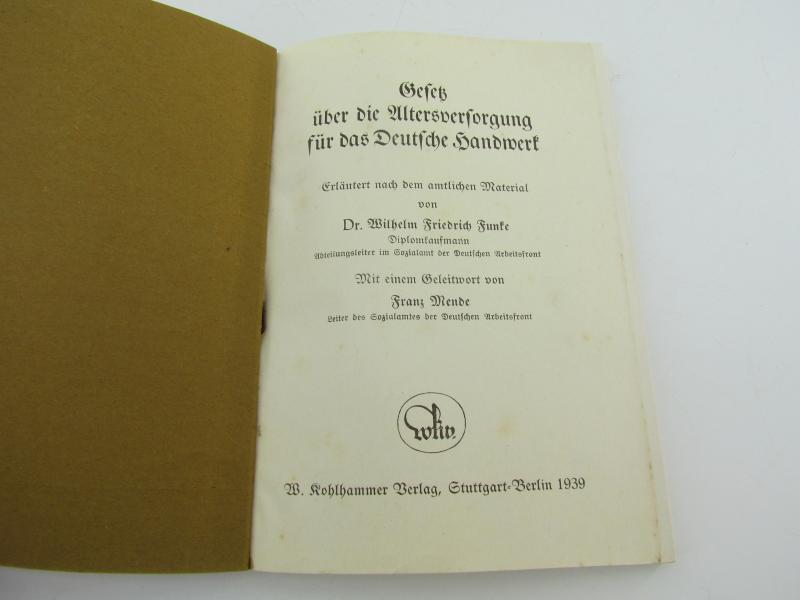 Gesetz
über die Altersversorgung
für das Deutsche Handwerk
Erläutert nach dem amtlichen Material
von
Dr. Wilhelm Friedrich Funke
Diplomkaufmann
Abteilungsleiter im Sozialamt der Deutschen Arbeitsfront
Mit einem Geleitwort von
Franz Mende
Leiter des Sozialamtes der Deutschen Arbeitsfront
W. Kohlhammer Verlag, Stuttgart-Berlin 1939